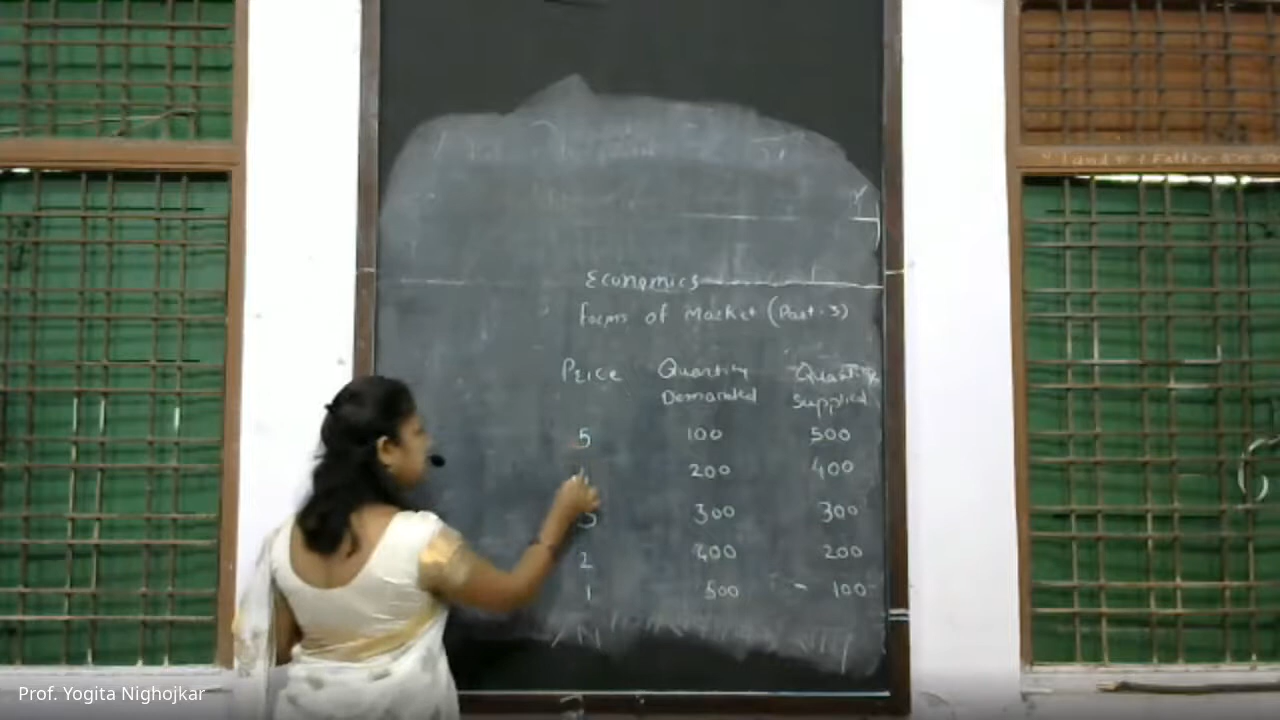 Economics
forms of Market (Part-3)
Price Quantity Demanded Quantity Supplied
5 100 500
200 400
3 300 300
2 400 200
1 500 100
Prof. Yogita Nighojkar